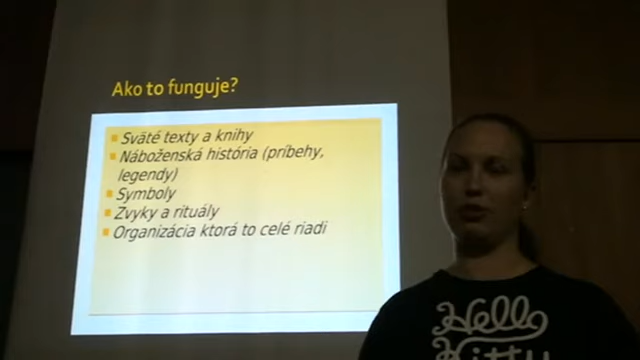 Ako to funguje?
Sväté texty a knihy
Náboženská história (príbehy,
legendy)
Symboly
Zvyky a rituály
Organizácia ktorá to celé riadi
Hello
Kitty